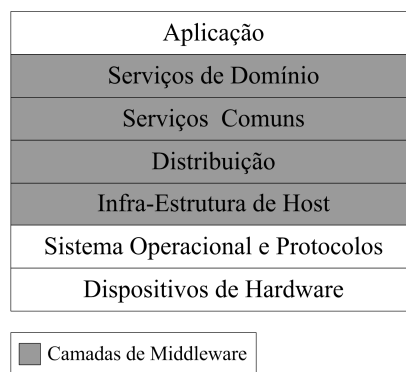 Aplicação
Serviços de Domínio
Serviços Comuns
Distribuição
Infra-Estrutura de Host
Sistema Operacional e Protocolos
Dispositivos de Hardware
Camadas de Middleware